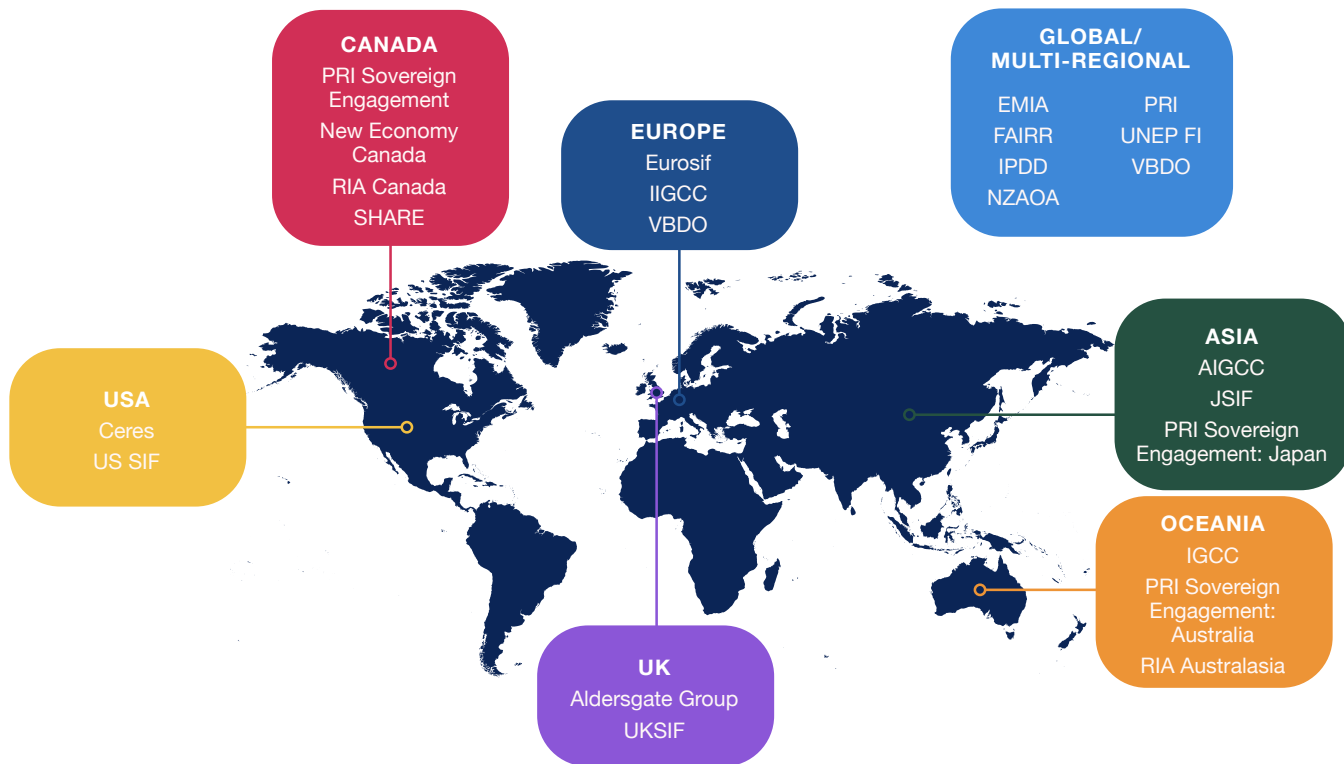 CANADA
PRI Sovereign
Engagement
New Economy
Canada
RIA Canada
SHARE
EUROPE
Eurosif
IIGCC
VBDO
GLOBAL/
MULTI-REGIONAL
EMIA
FAIRR
IPDD
NZAOA
PRI
UNEP FI
VBDO
USA
Ceres
US SIF
ASIA
AIGCC
JSIF
PRI Sovereign
Engagement: Japan
OCEANIA
IGCC
PRI Sovereign
Engagement:
Australia
RIA Australasia
UK
Aldersgate Group
UKSIF